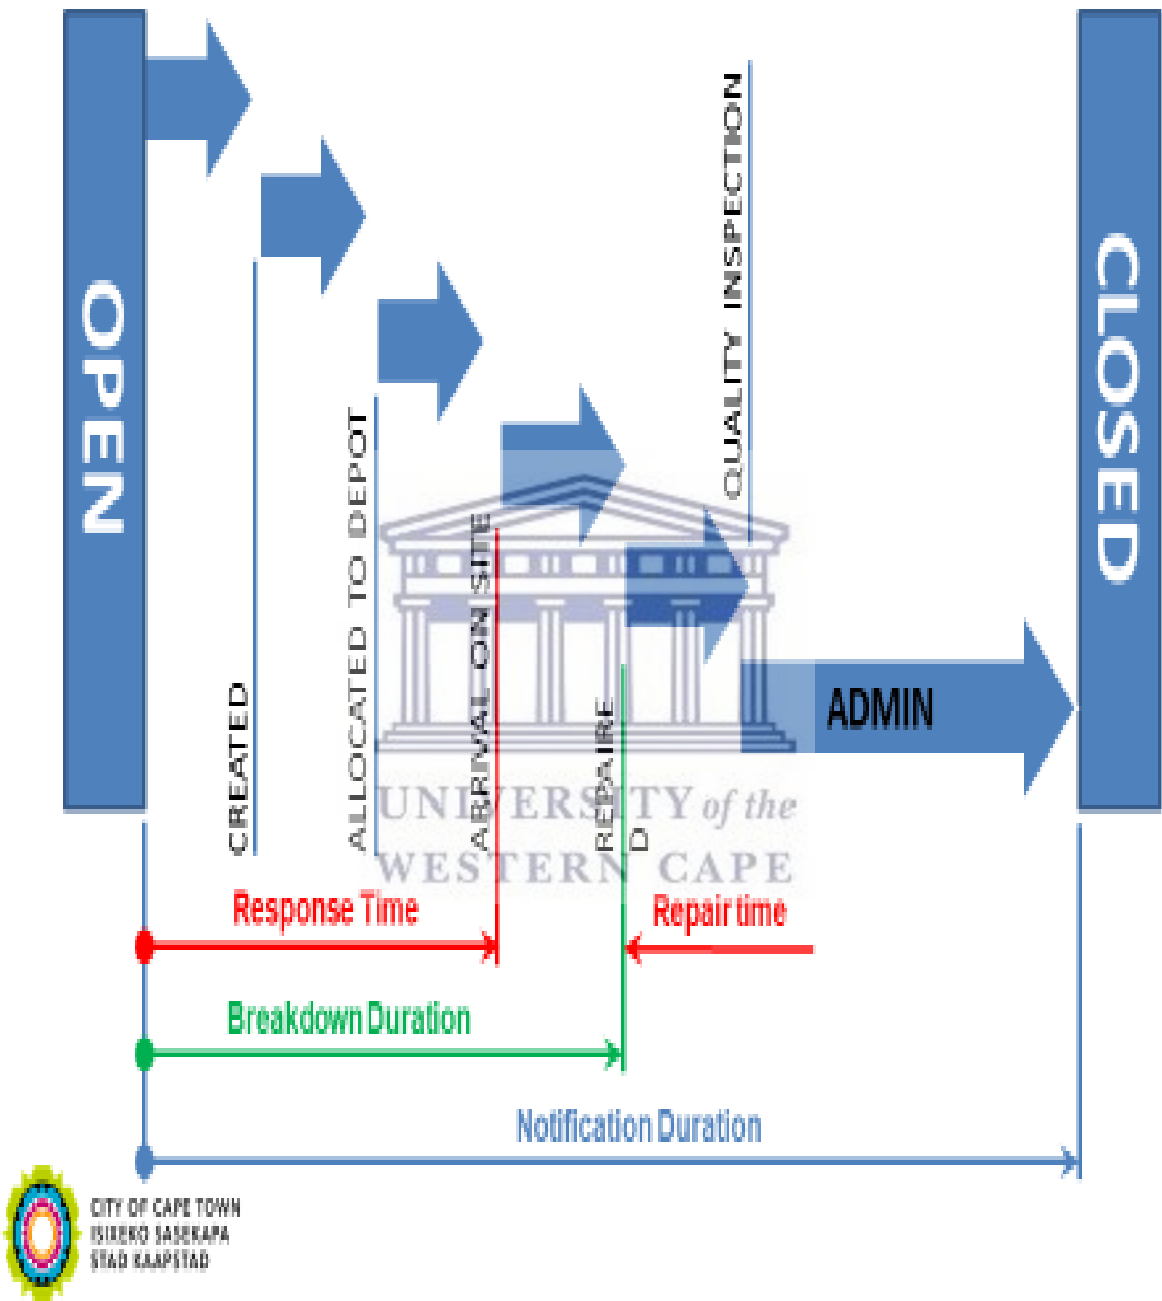 OPEN
CREATED
ALLOCATED TO DEPOT
ARRIVAL ON SITE
REPAIRE
D
QUALITY INSPECTION
ADMIN
CLOSED
UNIVERSITY of the
WESTERN CAPE
Response Time
Repair time
Breakdown Duration
Notification Duration
CITY OF CAPE TOWN
ISIXEKO SASEKAPA
STAD KAAPSTAD